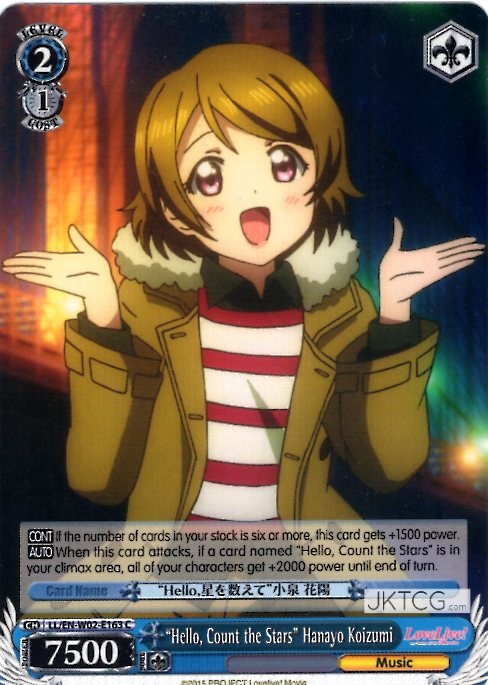 LEVEL
2
1
COST
CONT If the number of cards in your stock is six or more, this card gets +1500 power.
AUTO When this card attacks, if a card named "Hello, Count the Stars" is in
your climax area, all of your characters get +2000 power until end of turn.
Card Name
"Hello,星を数えて"小泉 花陽
JKTCG.com
CH LL/EN-W02-E163 C
"Hello, Count the Stars" Hanayo Koizumi
LoveLive!
POWER
7500
Music
©2015 PROJECT Lovelive! Movie